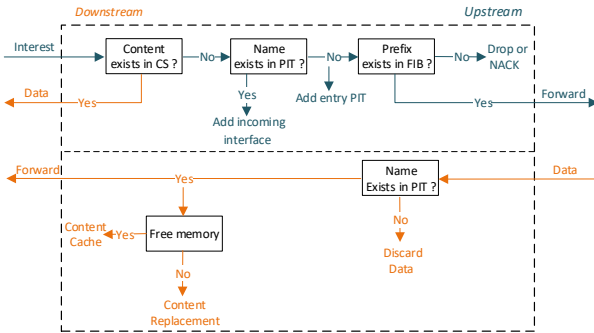 Downstream
Upstream
Interest
Content
exists in CS ?
No
Name
exists in PIT ?
No
Prefix
exists in FIB ?
No
Drop or
NACK
Data
Yes
Yes
Add incoming
interface
Add entry PIT
Yes
Forward
Forward
Yes
Name
Exists in PIT ?
Data
Content
Cache
Yes
Free memory
No
Discard
Data
No
Content
Replacement